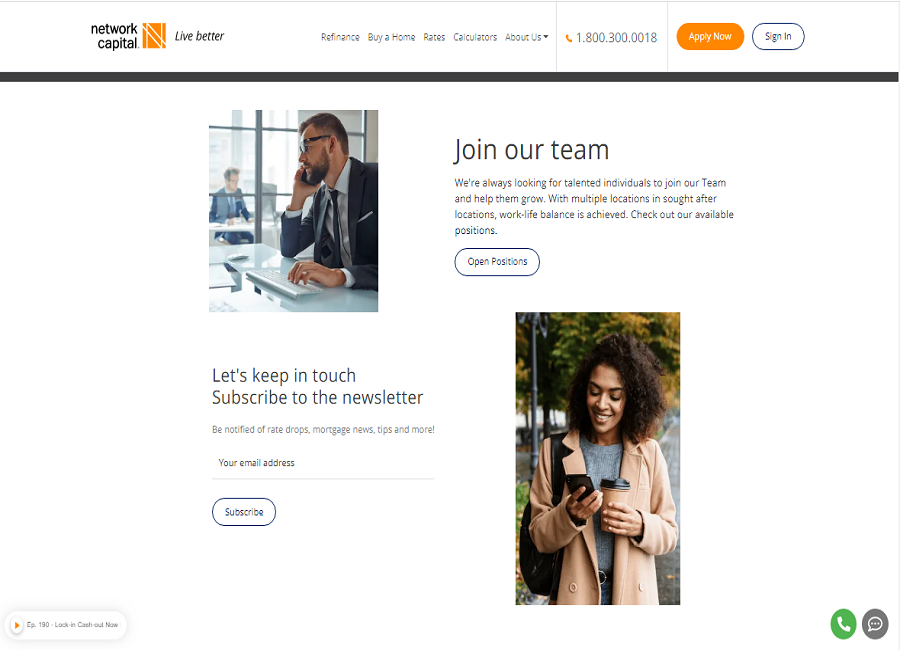 network
capital.
Live better
Refinance
Buy a Home
Rates
Calculators
About Us
1.800.300.0018
Apply Now
Sign In
Join our team
We're always looking for talented individuals to join our Team
and help them grow. With multiple locations in sought after
locations, work-life balance is achieved. Check out our available
positions.
Open Positions
Let's keep in touch
Subscribe to the newsletter
Be notified of rate drops, mortgage news, tips and more!
Your email address
Subscribe
Ep. 190 - Lock-in Cash-out Now